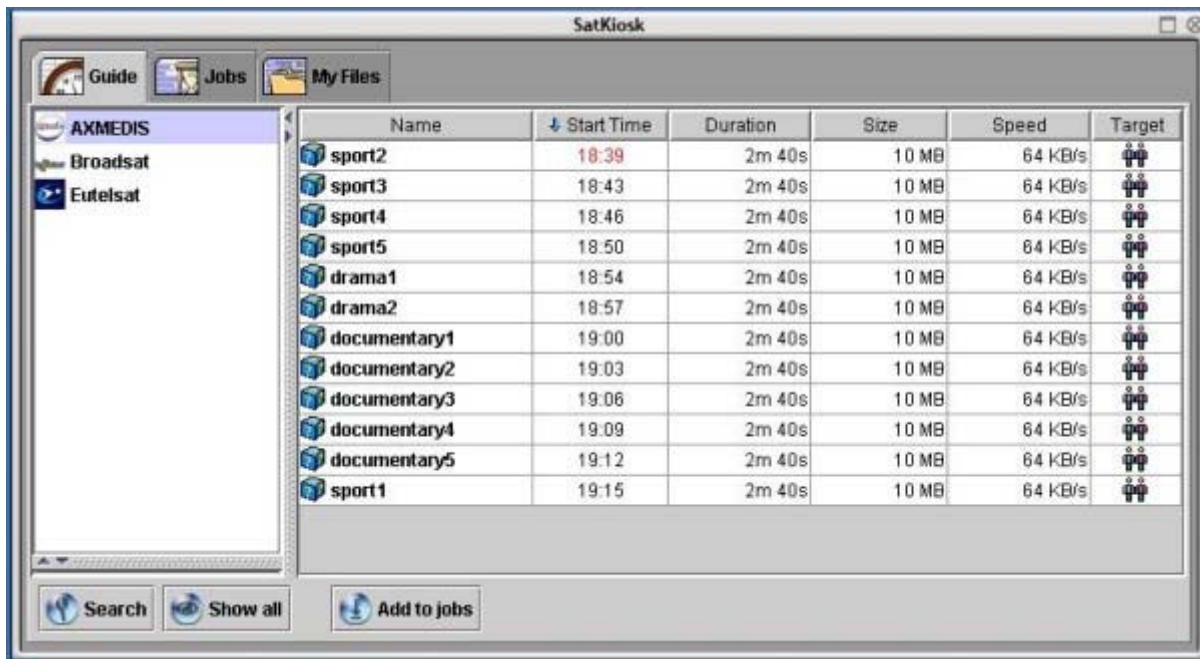 SatKiosk
Guide Jobs My Files
AXMEDIS
Broadsat
Eutelsat
Name Start Time Duration Size Speed Target
sport2 18:39 2m 40s 10 MB 64 KB/s
sport3 18:43 2m 40s 10 MB 64 KB/s
sport4 18:46 2m 40s 10 MB 64 KB/s
sport5 18:50 2m 40s 10 MB 64 KB/s
drama1 18:54 2m 40s 10 MB 64 KB/s
drama2 18:57 2m 40s 10 MB 64 KB/s
documentary1 19:00 2m 40s 10 MB 64 KB/s
documentary2 19:03 2m 40s 10 MB 64 KB/s
documentary3 19:06 2m 40s 10 MB 64 KB/s
documentary4 19:09 2m 40s 10 MB 64 KB/s
documentary5 19:12 2m 40s 10 MB 64 KB/s
sport1 19:15 2m 40s 10 MB 64 KB/s
Search Show all Add to jobs